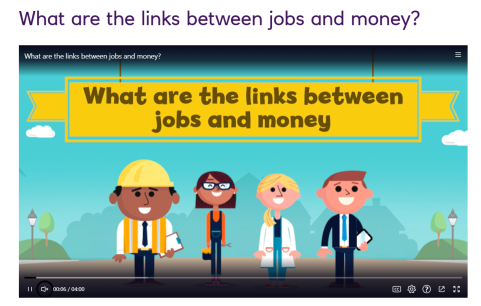 What are the links between jobs and money?
What are the links between jobs and money?
What are the links between
jobs and money
00:06 / 04:00
CC